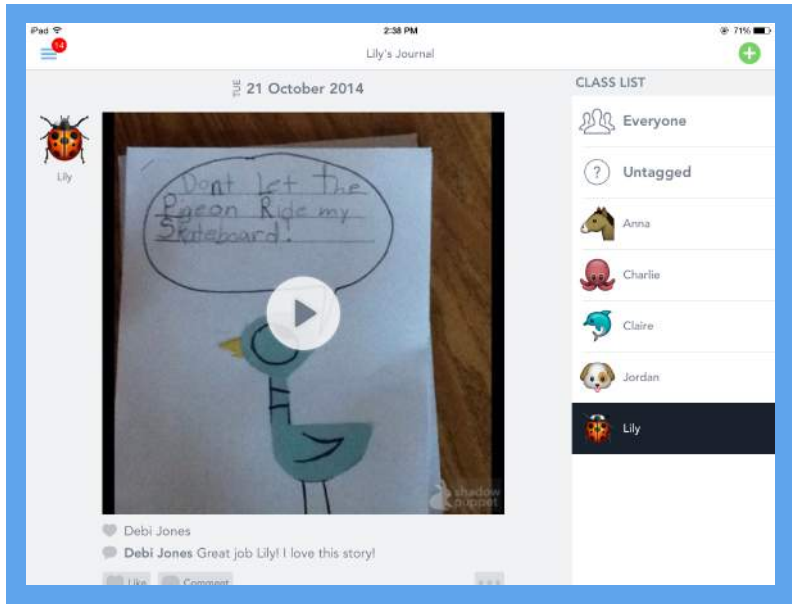 iPad
2:38 PM
71%
14
Lily's Journal
TUE 21 October 2014
CLASS LIST
Lily
Dont let the
Pigeon Ride my
Skateboard!
shadow
puppet
Everyone
? Untagged
Anna
Charlie
Claire
Jordan
Lily
Debi Jones
Debi Jones Great job Lily! I love this story!
Like
Comment